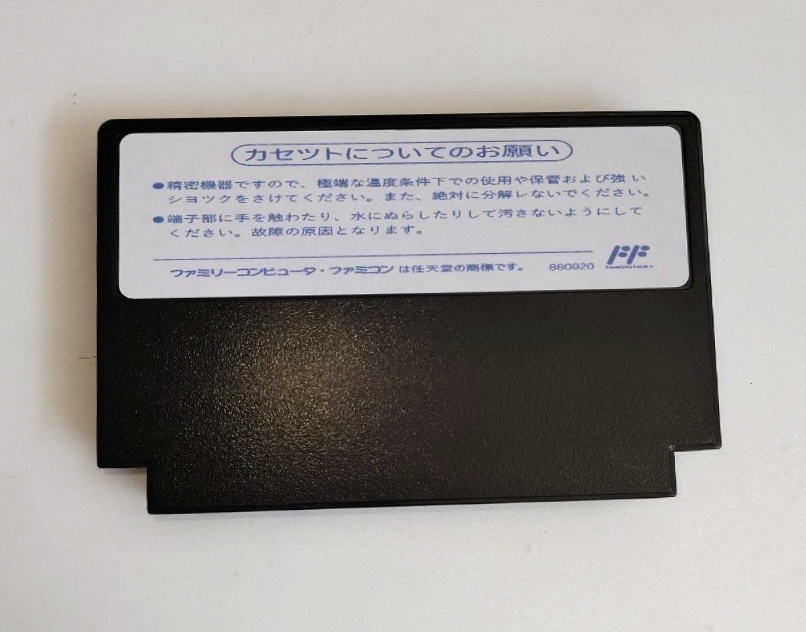 カセツトについてのお願い
●精密機器ですので、極端な温度条件下での使用や保管および強い
ショツクをさけてください。また、絶対に分解しないでください。
●端子部に手を触わたり、水にぬらしたりして汚さないようにして
ください。故障の原因となります。
ファミリーコンピュータ・ファミコン は任天堂の商標です。 880920
FF